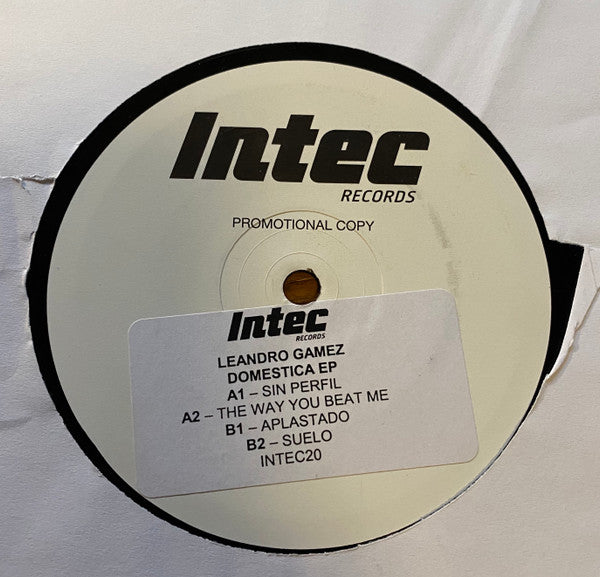 Intec
RECORDS
PROMOTIONAL COPY
Intec
RECORDS
LEANDRO GAMEZ
DOMESTICA EP
A1 – SIN PERFIL
A2 – THE WAY YOU BEAT ME
B1 – APLASTADO
B2 – SUELO
INTEC20